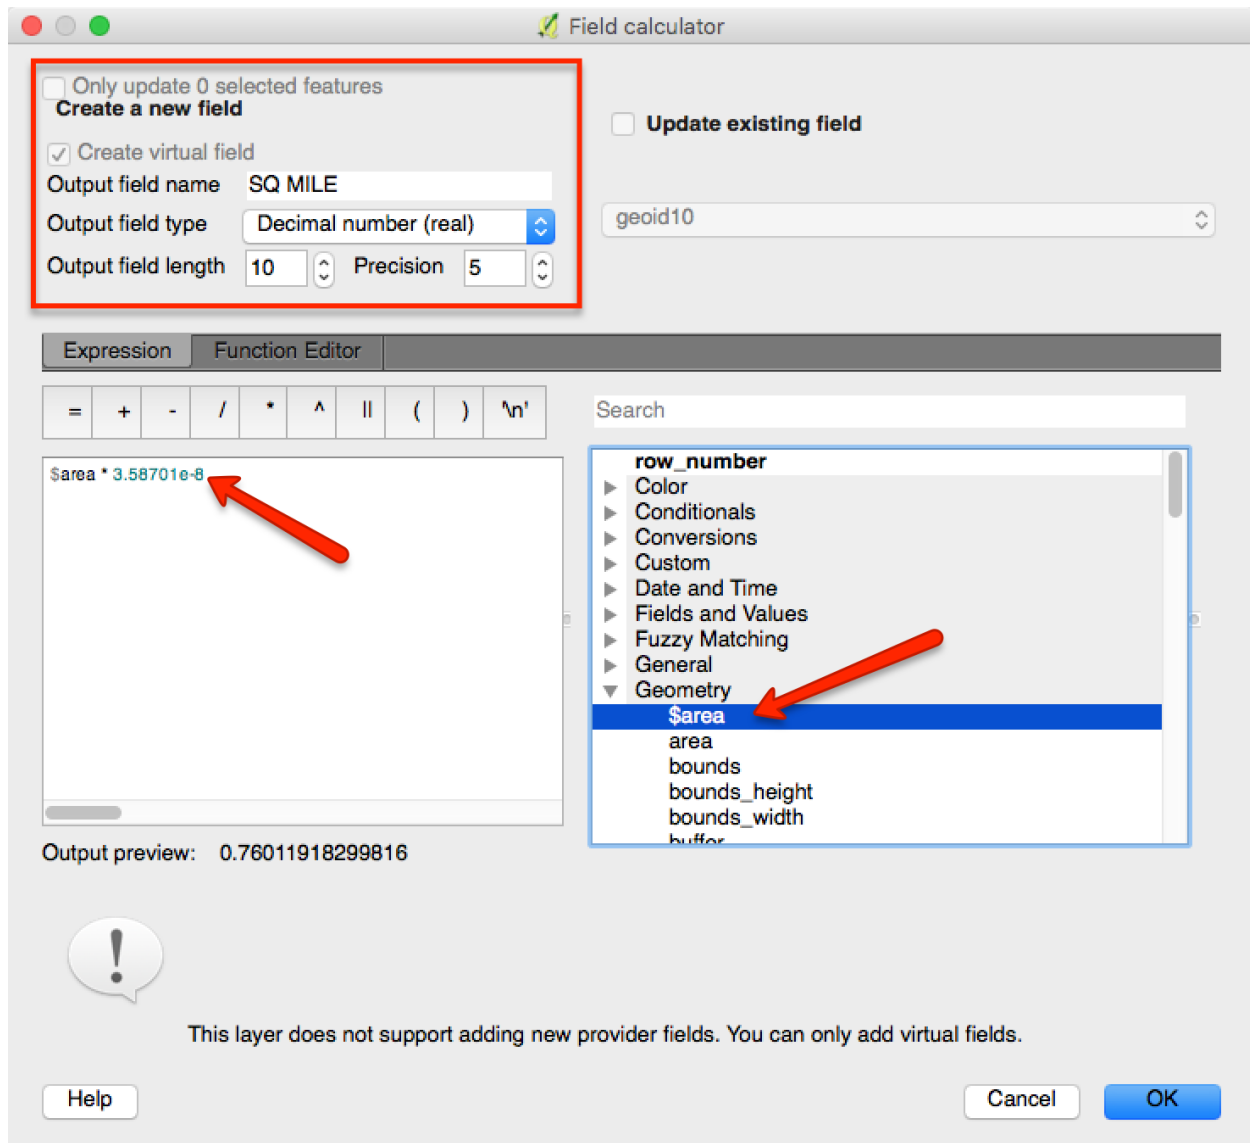 Field calculator
Only update 0 selected features
Create a new field
Update existing field
Create virtual field
Output field name SQ MILE
Output field type Decimal number (real)
geoid10
Output field length 10 Precision 5
Expression Function Editor
= + - / * ^ || ( ) '\n'
Search
$area * 3.58701e-8
row_number
Color
Conditionals
Conversions
Custom
Date and Time
Fields and Values
Fuzzy Matching
General
Geometry
$area
area
bounds
bounds_height
bounds_width
buffer
Output preview: 0.76011918299816
This layer does not support adding new provider fields. You can only add virtual fields.
Help Cancel OK